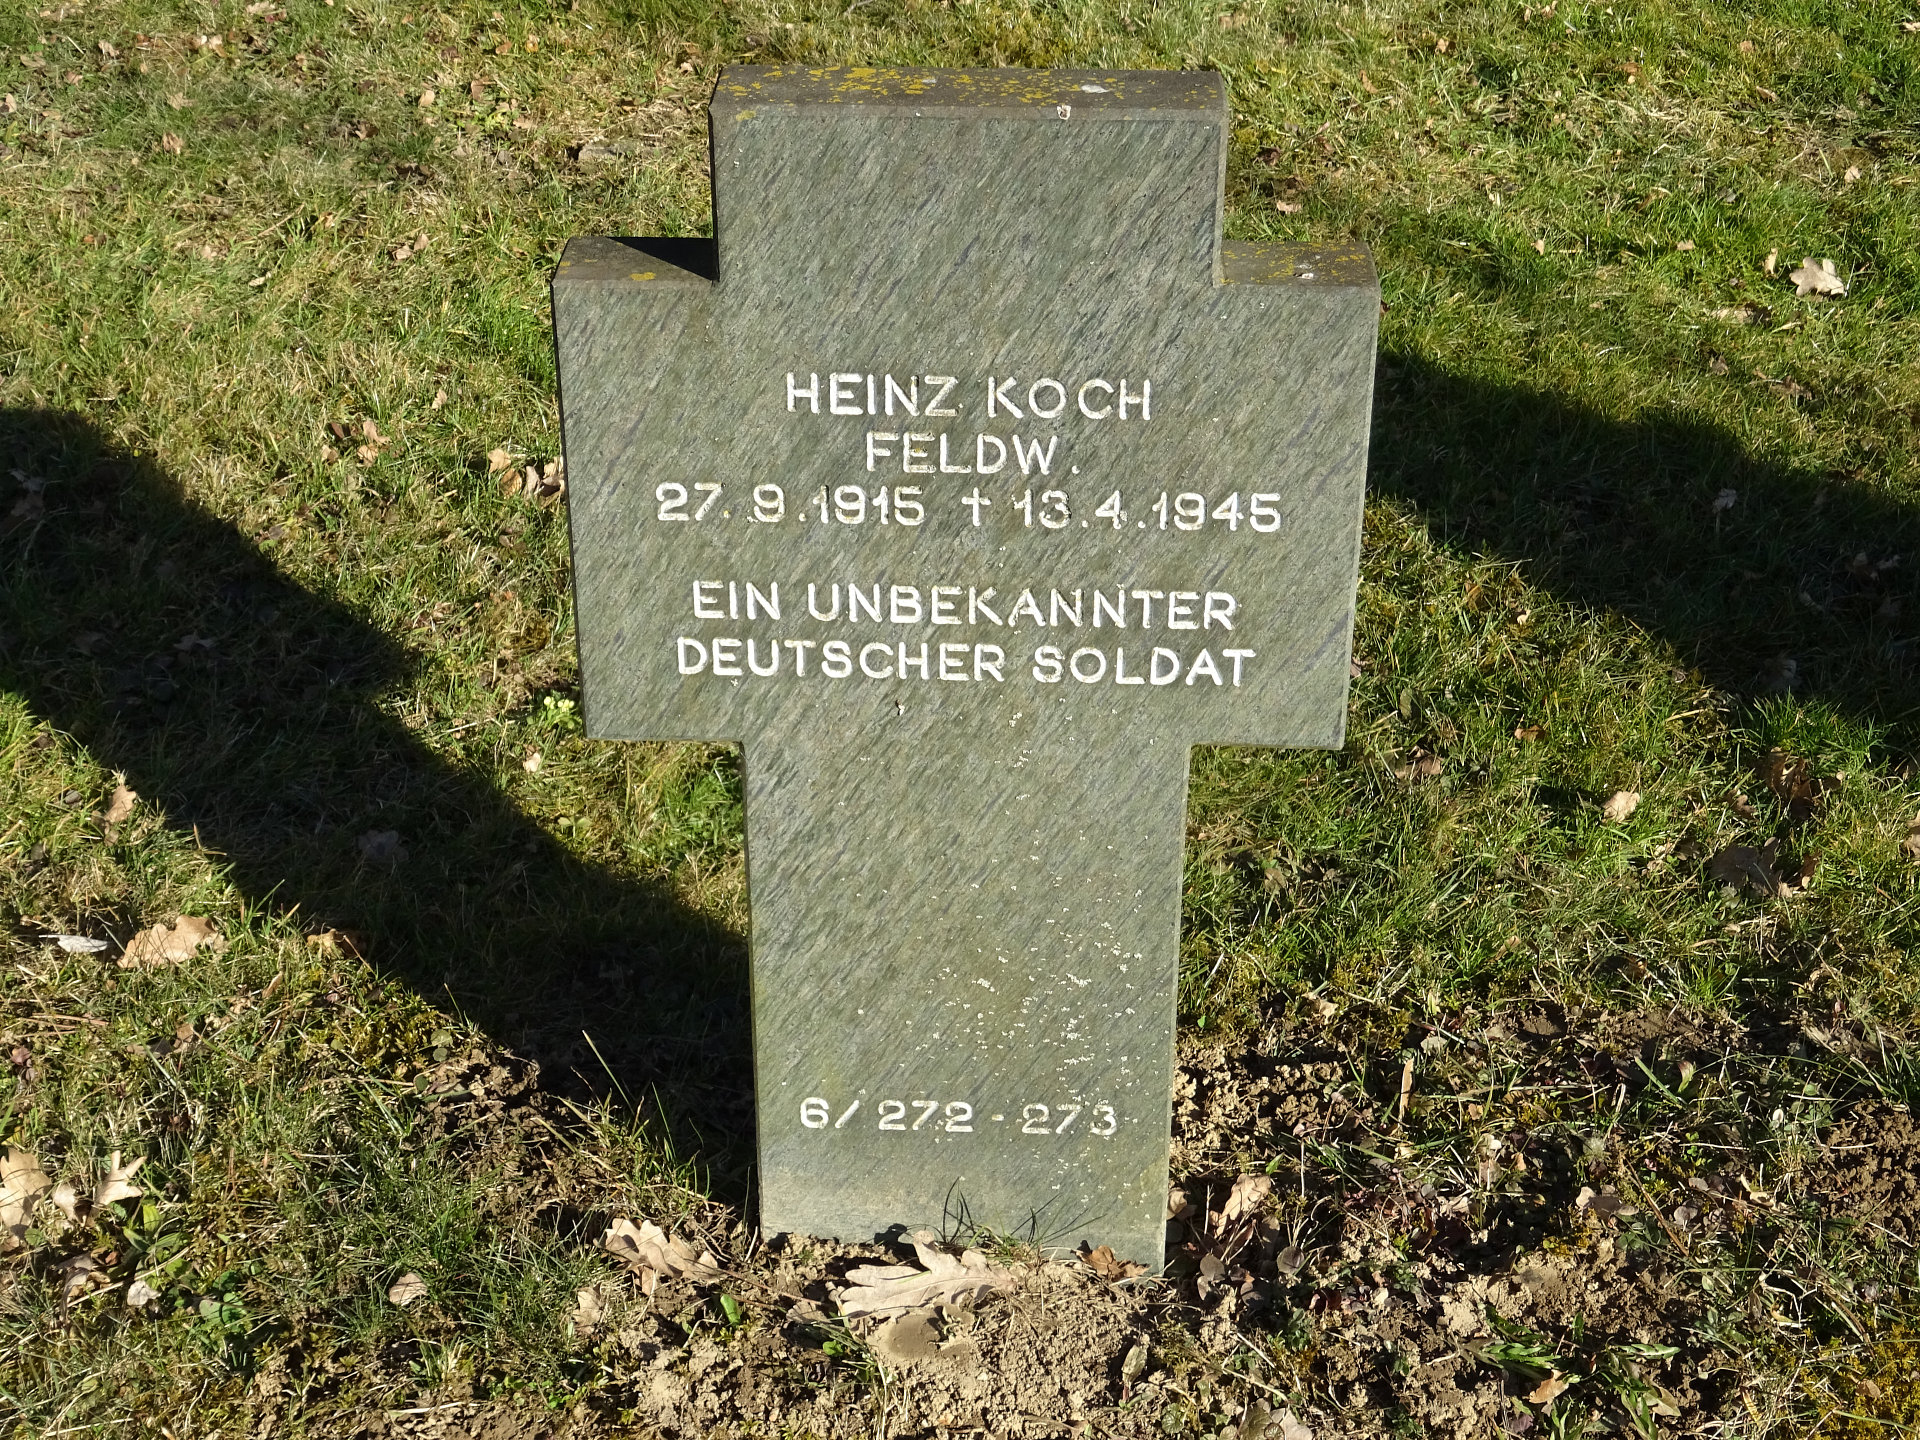 HEINZ KOCH
FELDW.
27.9.1915 † 13.4.1945
EIN UNBEKANNTER
DEUTSCHER SOLDAT
6/272-273